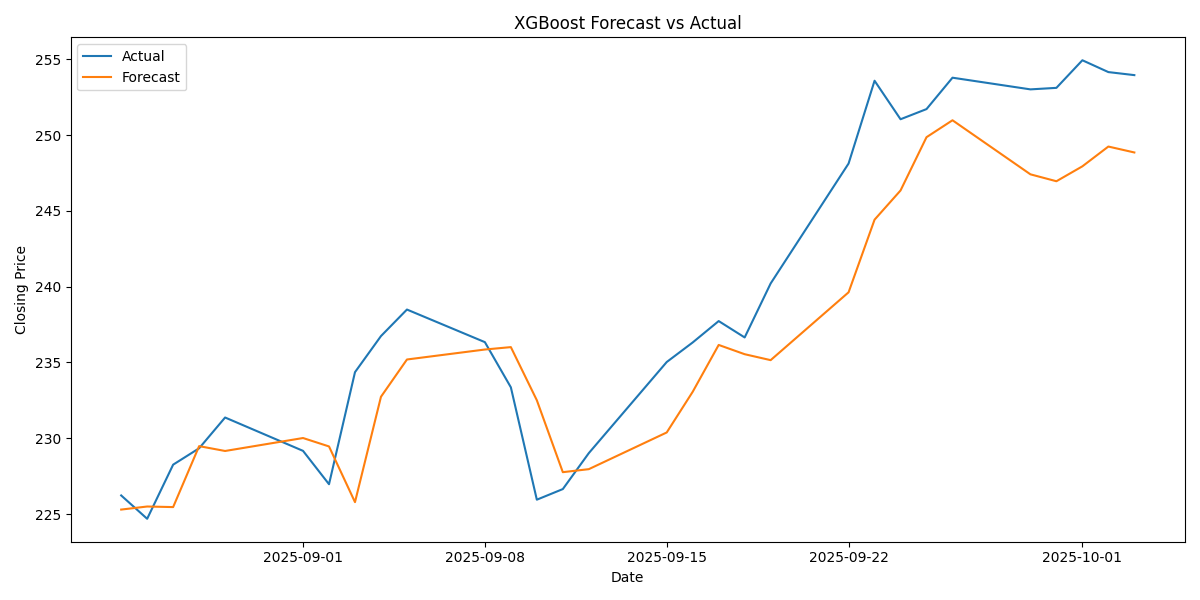 XGBoost Forecast vs Actual
Actual
Forecast
255
250
245
240
235
230
225
Closing Price
2025-09-01
2025-09-08
2025-09-15
2025-09-22
2025-10-01
Date